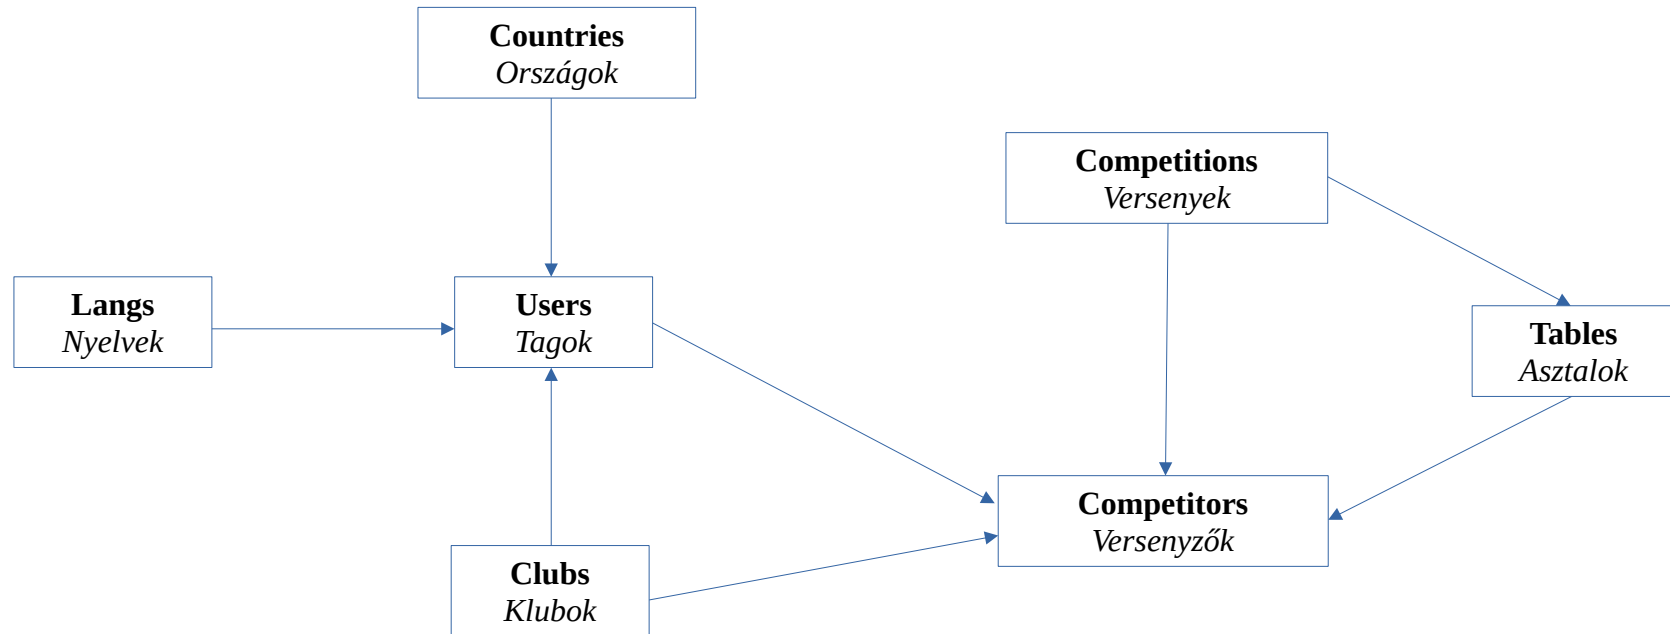 Countries
Országok
Competitions
Versenyek
Langs
Nyelvek
Users
Tagok
Tables
Asztalok
Competitors
Versenyzők
Clubs
Klubok